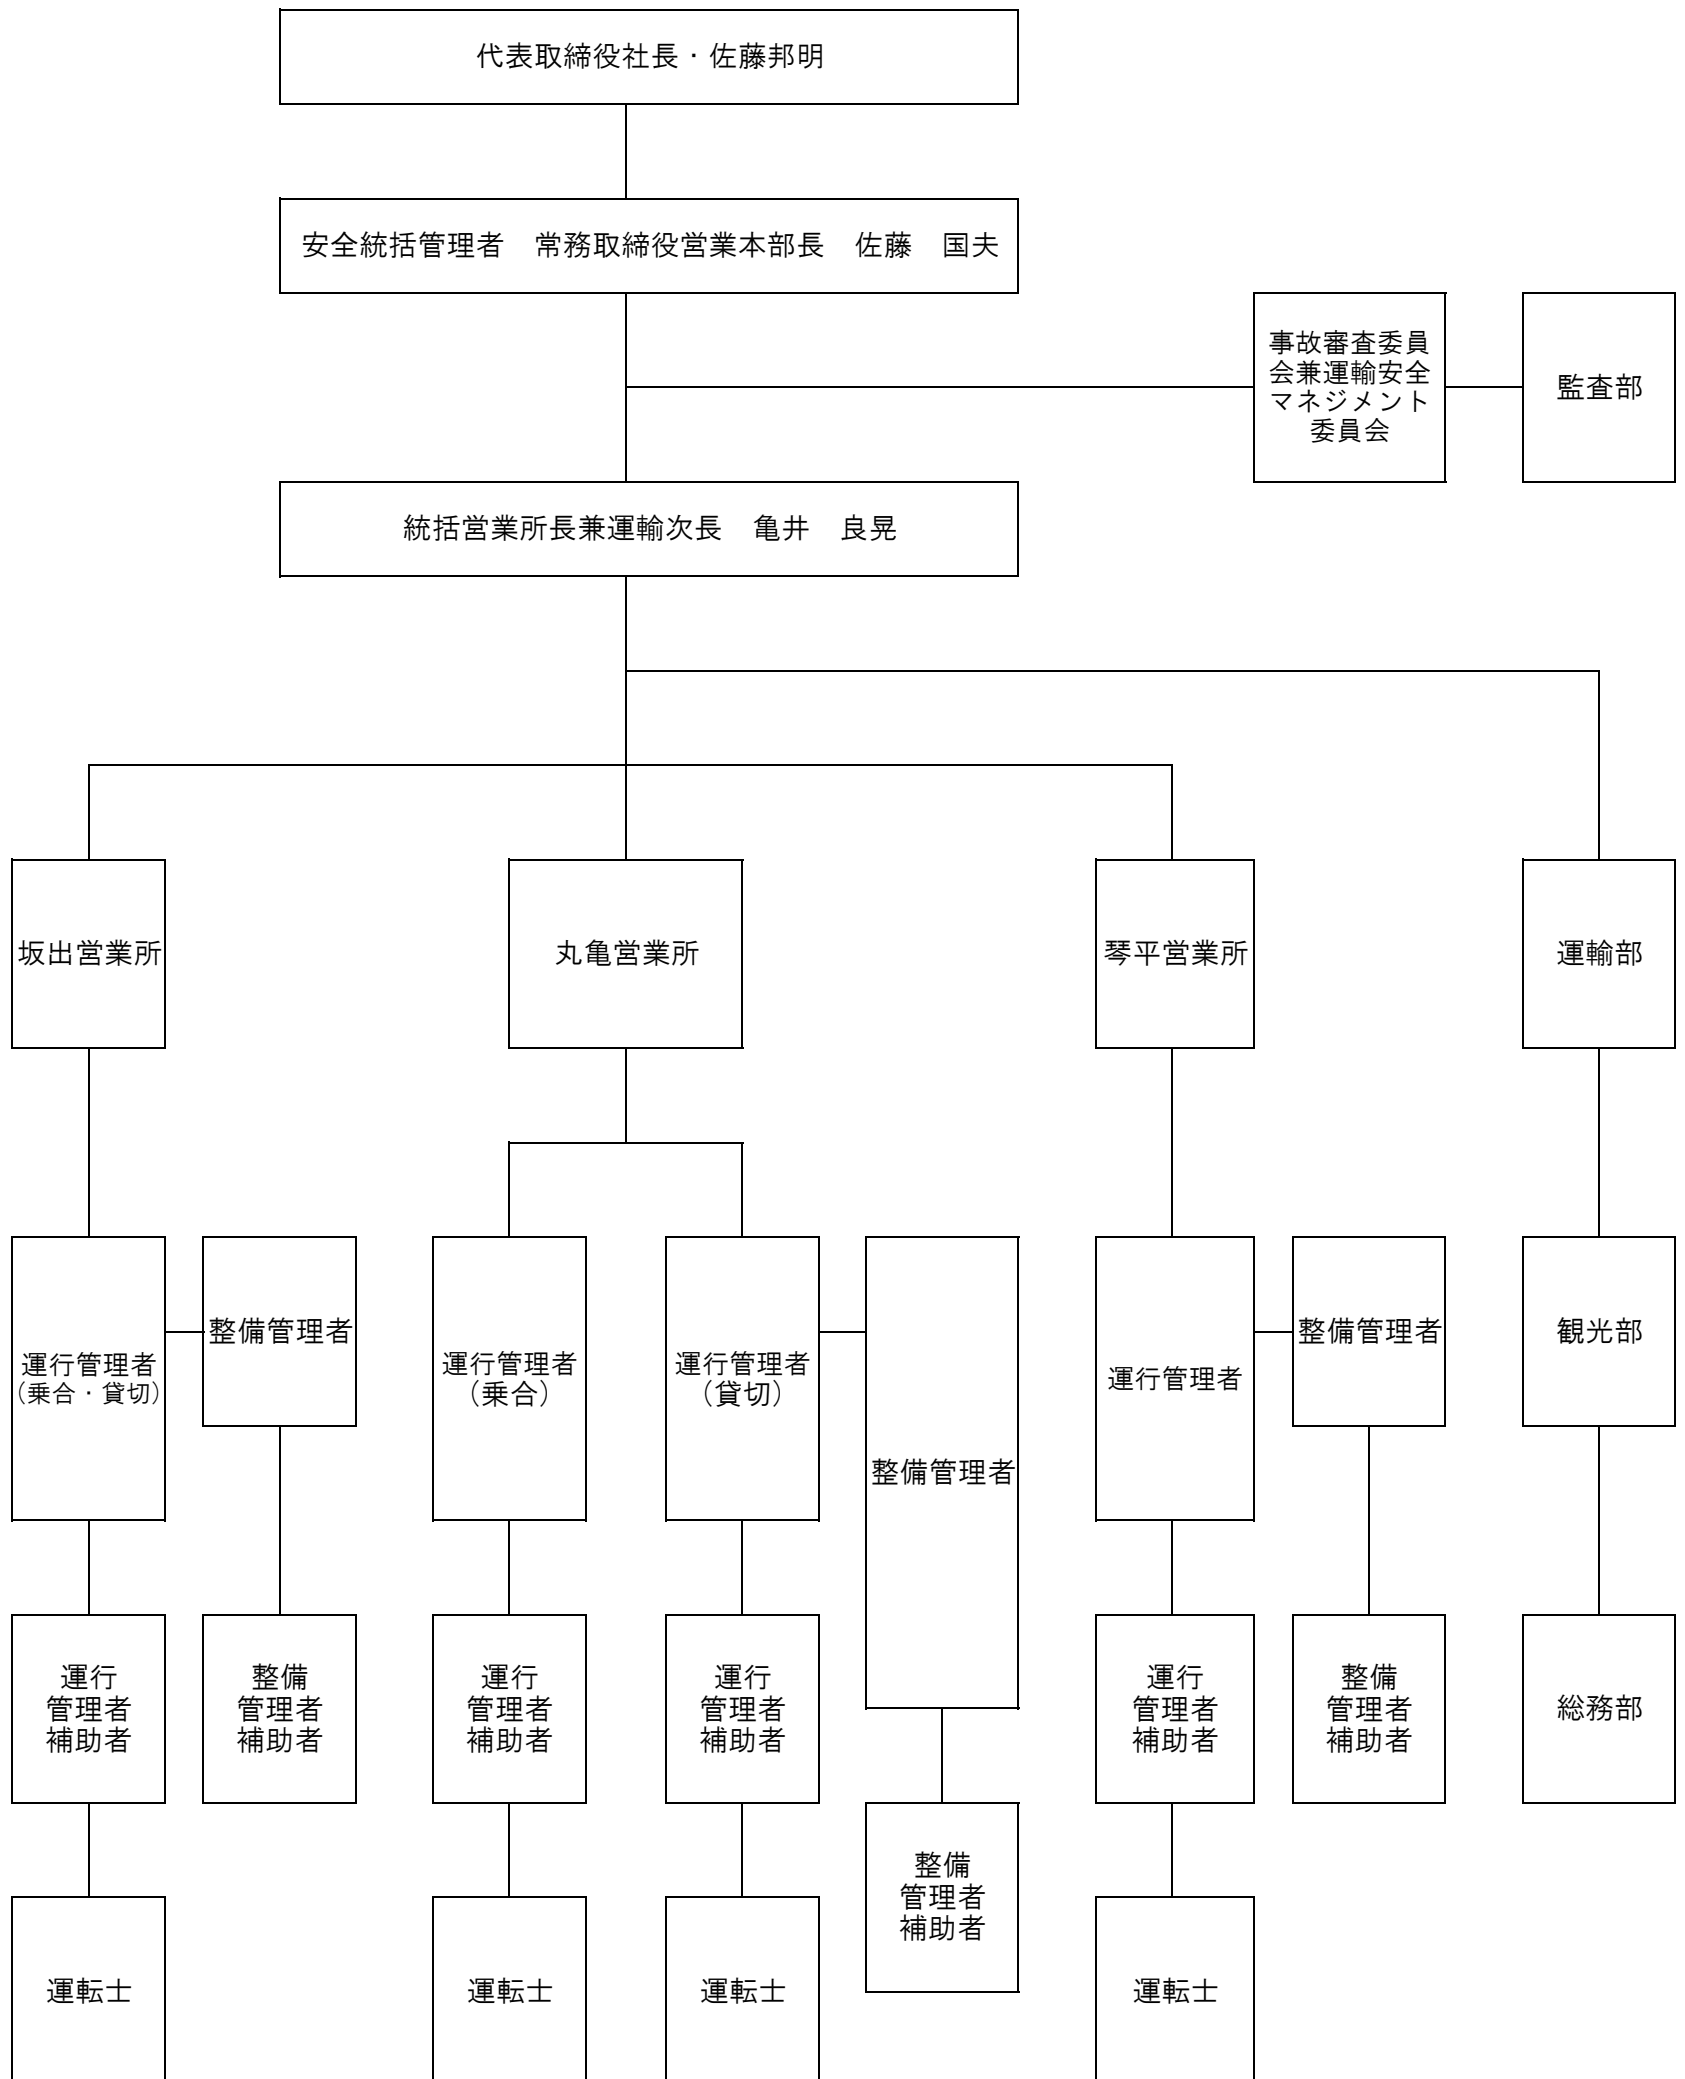 代表取締役社長・佐藤邦明
安全統括管理者　常務取締役営業本部長　佐藤　国夫
事故審査委員
会兼運輸安全
マネジメント
委員会
監査部
統括営業所長兼運輸次長　亀井　良晃
坂出営業所
丸亀営業所
琴平営業所
運輸部
運行管理者
（乗合・貸切）
整備管理者
運行管理者
（乗合）
運行管理者
（貸切）
整備管理者
運行管理者
整備管理者
観光部
運行
管理者
補助者
整備
管理者
補助者
運行
管理者
補助者
運行
管理者
補助者
運行
管理者
補助者
整備
管理者
補助者
総務部
整備
管理者
補助者
運転士
運転士
運転士
運転士